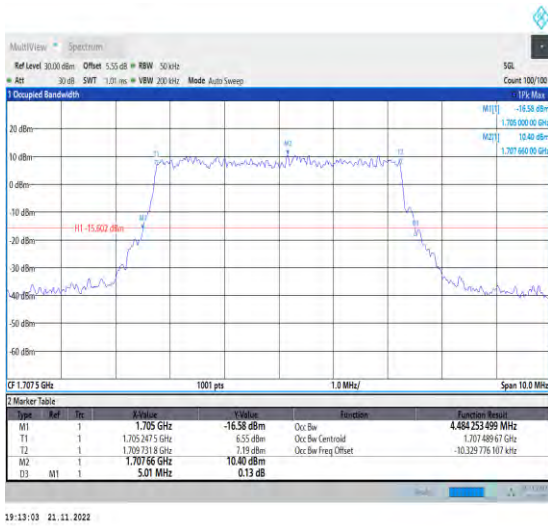 MultiView Spectrum
Ref Level 30.00 dBm Offset 5.55 dB RBW 50 kHz SGL
Att 30 dB SWT 1.01 ms VBW 200 kHz Mode Auto Sweep Count 100/100
1 Occupied Bandwidth 1Pk Max
M1[1] -16.58 dBm
1.705 000 00 GHz
M2[1] 10.40 dBm
1.707 660 00 GHz
20 dBm
10 dBm
T1
M2
T2
0 dBm
-10 dBm
H1 -15.602 dBm
-20 dBm
-30 dBm
-40 dBm
-50 dBm
-60 dBm
CF 1.707 5 GHz 1001 pts 1.0 MHz/ Span 10.0 MHz
2 Marker Table
Type Ref Trc X-Value Y-Value Function Function Result
M1 1 1.705 GHz -16.58 dBm Occ Bw 4.484 253 499 MHz
T1 1 1.705 247 5 GHz 6.55 dBm Occ Bw Centroid 1.707 489 67 GHz
T2 1 1.709 731 8 GHz 7.19 dBm Occ Bw Freq Offset -10.329 776 107 kHz
M2 1 1.707 66 GHz 10.40 dBm
D3 M1 1 5.01 MHz 0.13 dB
19:13:03 21.11.2022